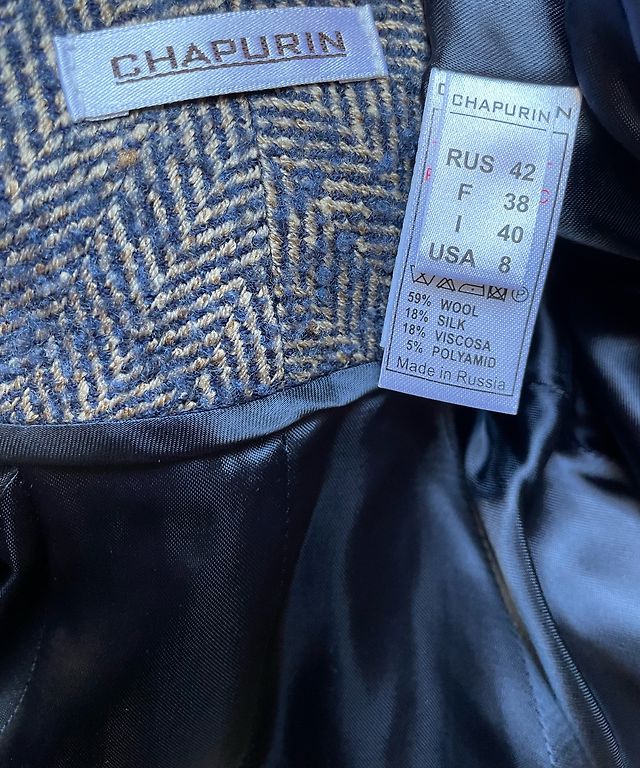 CHAPURIN
CHAPURIN
RUS 42
F 38
I 40
USA 8
59% WOOL
18% SILK
18% VISCOSA
5% POLYAMID
Made in Russia